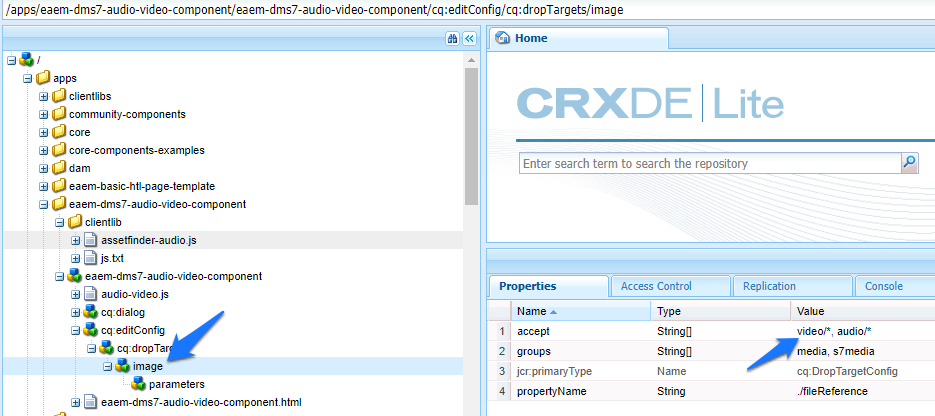 /apps/eaem-dms7-audio-video-component/eaem-dms7-audio-video-component/cq:editConfig/cq:dropTargets/image
/
apps
clientlibs
community-components
core
core-components-examples
dam
eaem-basic-htl-page-template
eaem-dms7-audio-video-component
clientlib
assetfinder-audio.js
js.txt
eaem-dms7-audio-video-component
audio-video.js
cq:dialog
cq:editConfig
cq:dropTar
image
parameters
eaem-dms7-audio-video-component.html
Home
CRXDE Lite
Enter search term to search the repository
Properties Access Control Replication Console
Name Type Value
1 accept String[] video/*, audio/*
2 groups String[] media, s7media
3 jcr:primaryType Name cq:DropTargetConfig
4 propertyName String ./fileReference